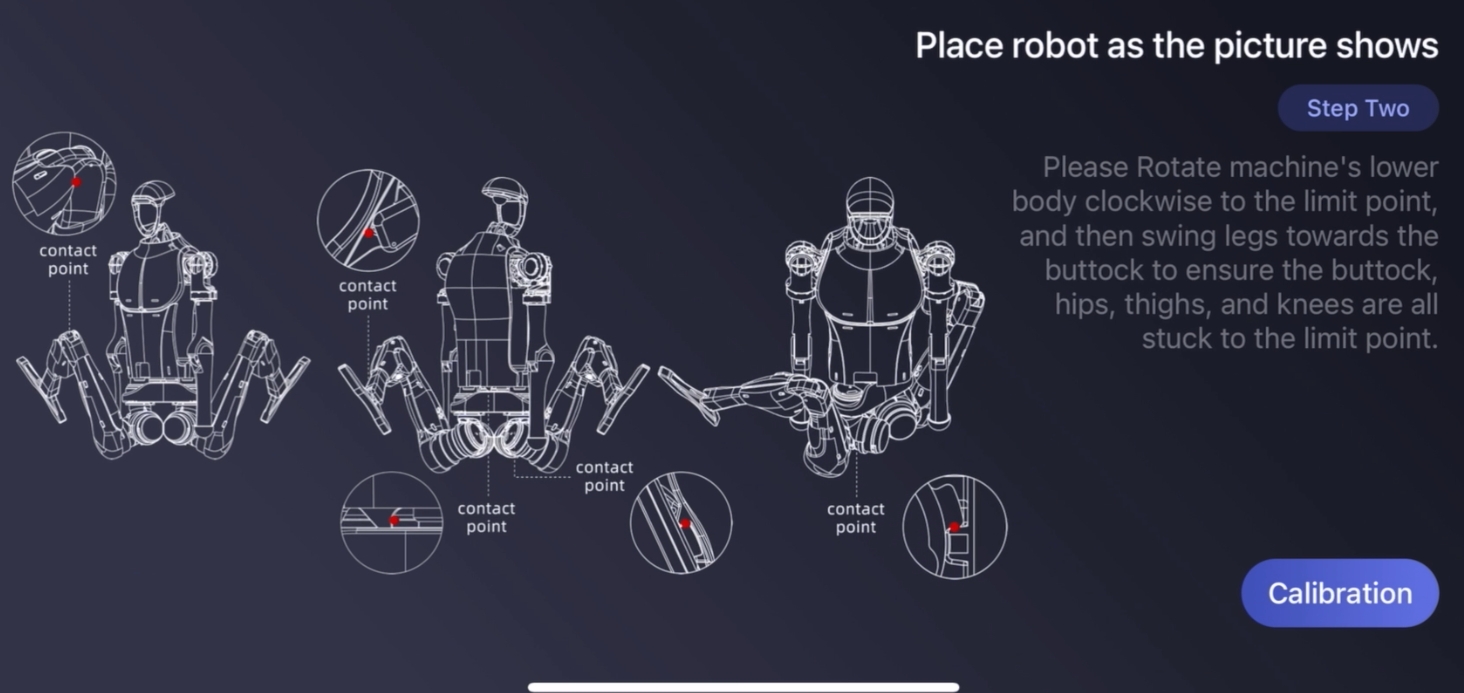 Place robot as the picture shows
Step Two
Please Rotate machine's lower
body clockwise to the limit point,
and then swing legs towards the
buttock to ensure the buttock,
hips, thighs, and knees are all
stuck to the limit point.
contact
point
contact
point
contact
point
contact
point
contact
point
Calibration